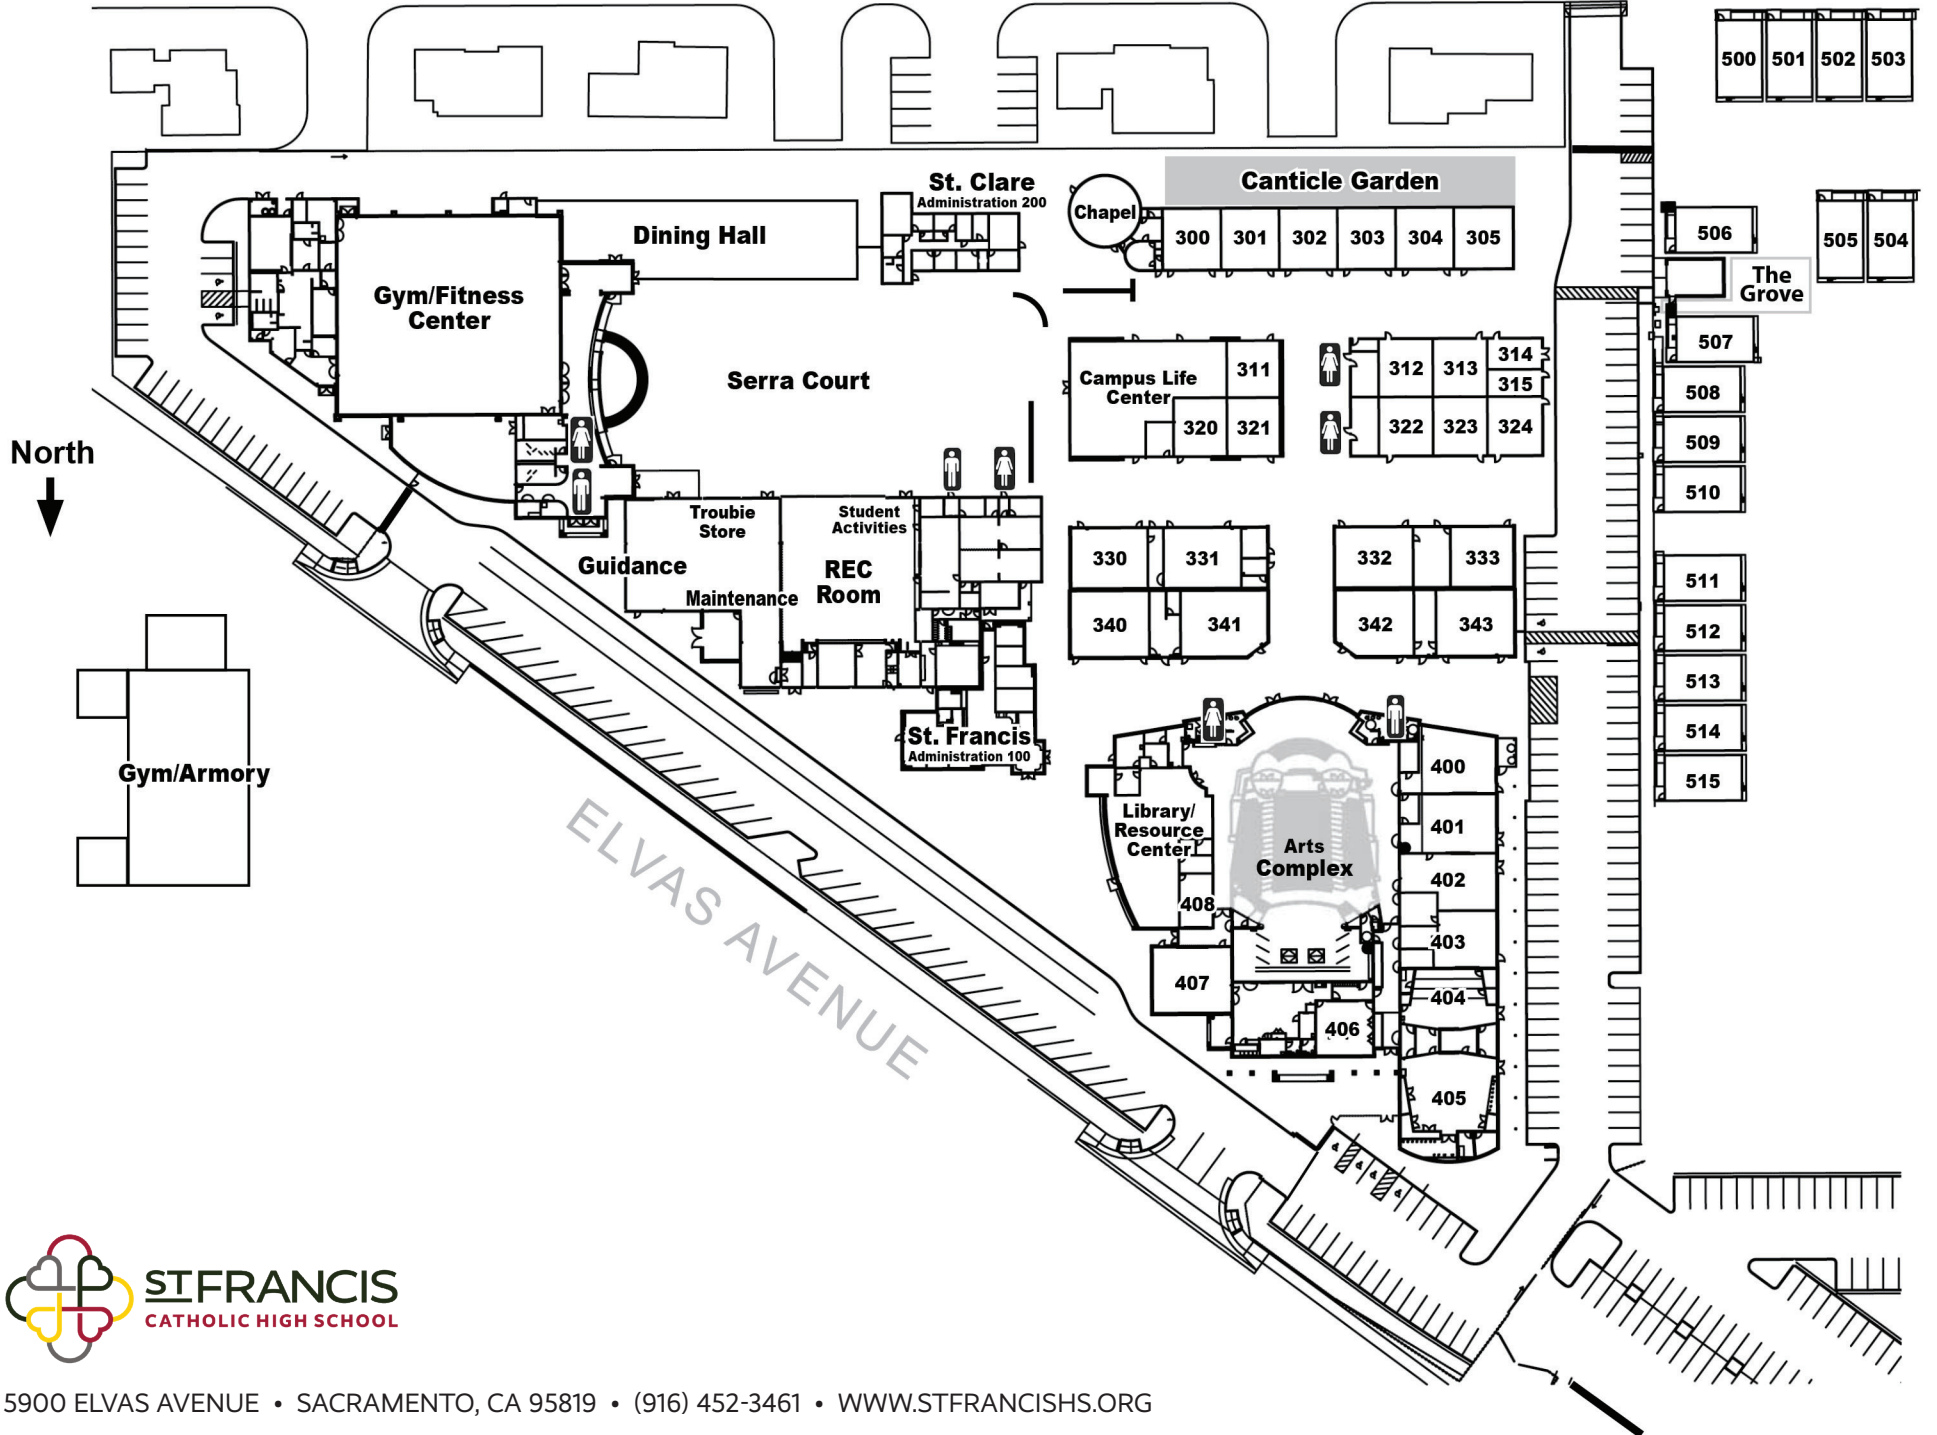 500 501 502 503
St. Clare
Administration 200
Canticle Garden
Chapel
300 301 302 303 304 305
Dining Hall
506
505 504
The
Grove
Gym/Fitness
Center
507
Serra Court
Campus Life
Center
311
320 321
312 313 314
315
322 323 324
508
509
510
North
Troubie
Store
Student
Activities
Guidance
REC
Room
Maintenance
330 331
332 333
340 341
342 343
511
512
513
514
515
St. Francis
Administration 100
Gym/Armory
Library/
Resource
Center
Arts
Complex
400
401
402
403
404
405
406
407
408
ELVAS AVENUE
ST FRANCIS
CATHOLIC HIGH SCHOOL
5900 ELVAS AVENUE • SACRAMENTO, CA 95819 • (916) 452-3461 • WWW.STFRANCISHS.ORG